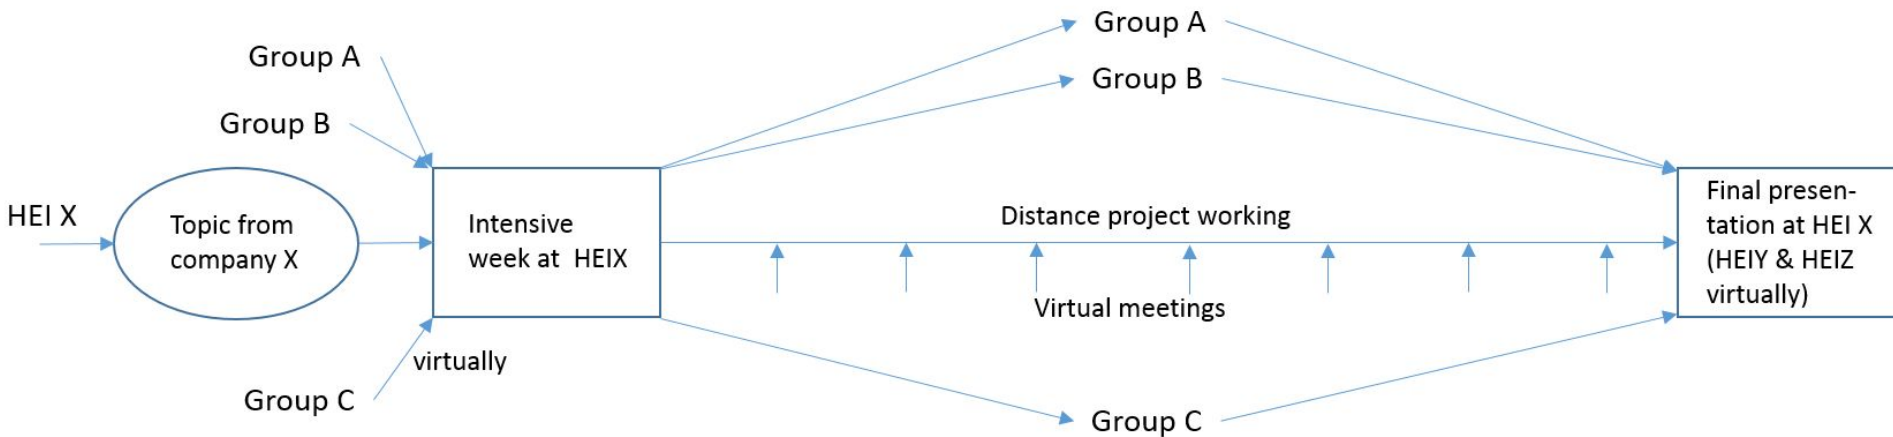 Group A
Group B
HEI X
Topic from
company X
Group C
virtually
Intensive
week at HEIX
Group A
Group B
Distance project working
Virtual meetings
Group C
Final presen-
tation at HEI X
(HEIY & HEIZ
virtually)